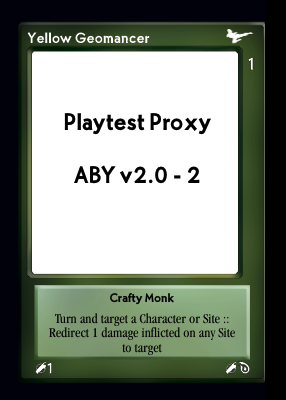 Yellow Geomancer
1
Playtest Proxy
ABY v2.0 - 2
Crafty Monk
Turn and target a Character or Site ::
Redirect 1 damage inflicted on any Site
to target
1